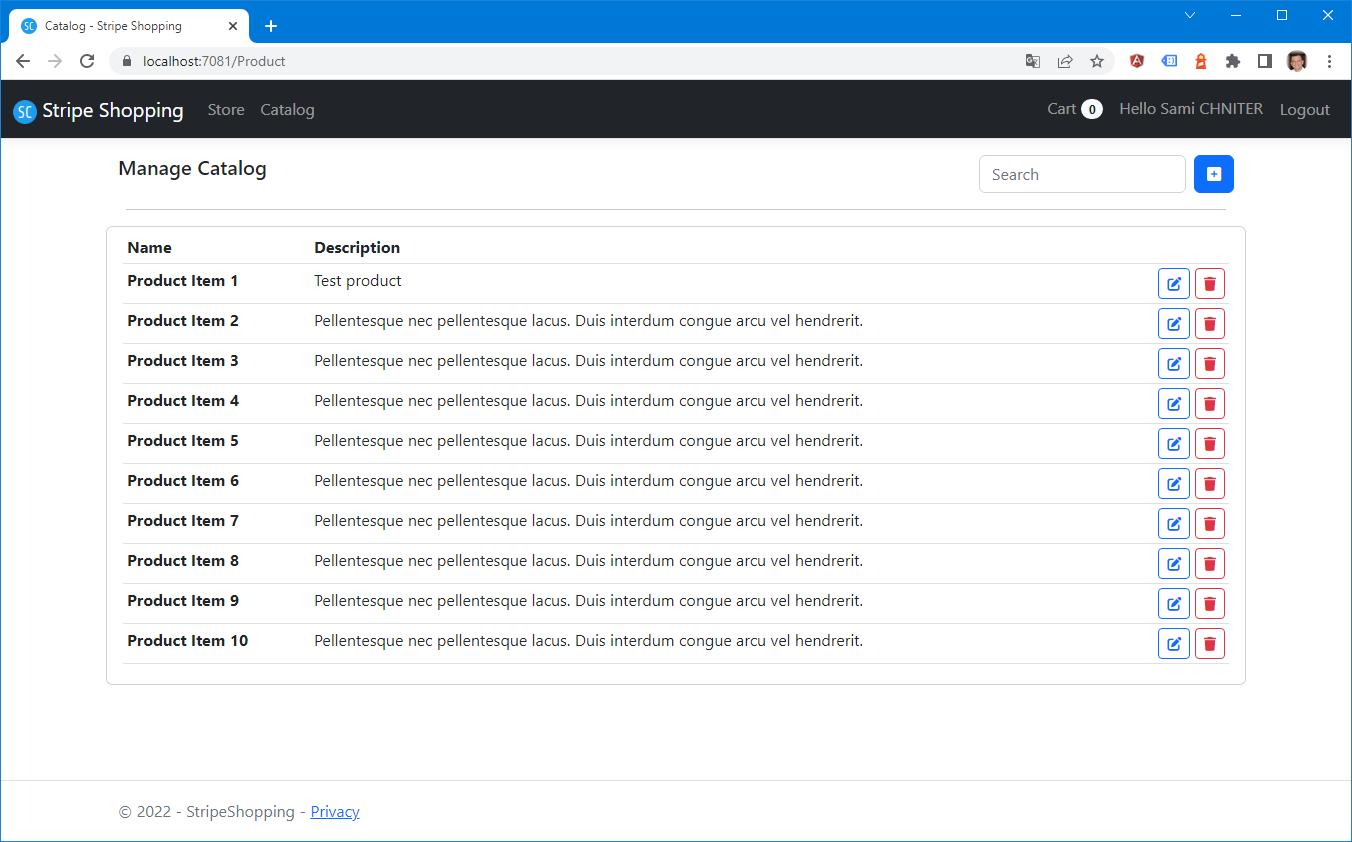 Catalog - Stripe Shopping
localhost:7081/Product
SC Stripe Shopping Store Catalog Cart 0 Hello Sami CHNITER Logout
Manage Catalog Search
Name Description
Product Item 1 Test product
Product Item 2 Pellentesque nec pellentesque lacus. Duis interdum congue arcu vel hendrerit.
Product Item 3 Pellentesque nec pellentesque lacus. Duis interdum congue arcu vel hendrerit.
Product Item 4 Pellentesque nec pellentesque lacus. Duis interdum congue arcu vel hendrerit.
Product Item 5 Pellentesque nec pellentesque lacus. Duis interdum congue arcu vel hendrerit.
Product Item 6 Pellentesque nec pellentesque lacus. Duis interdum congue arcu vel hendrerit.
Product Item 7 Pellentesque nec pellentesque lacus. Duis interdum congue arcu vel hendrerit.
Product Item 8 Pellentesque nec pellentesque lacus. Duis interdum congue arcu vel hendrerit.
Product Item 9 Pellentesque nec pellentesque lacus. Duis interdum congue arcu vel hendrerit.
Product Item 10 Pellentesque nec pellentesque lacus. Duis interdum congue arcu vel hendrerit.
© 2022 - StripeShopping - Privacy